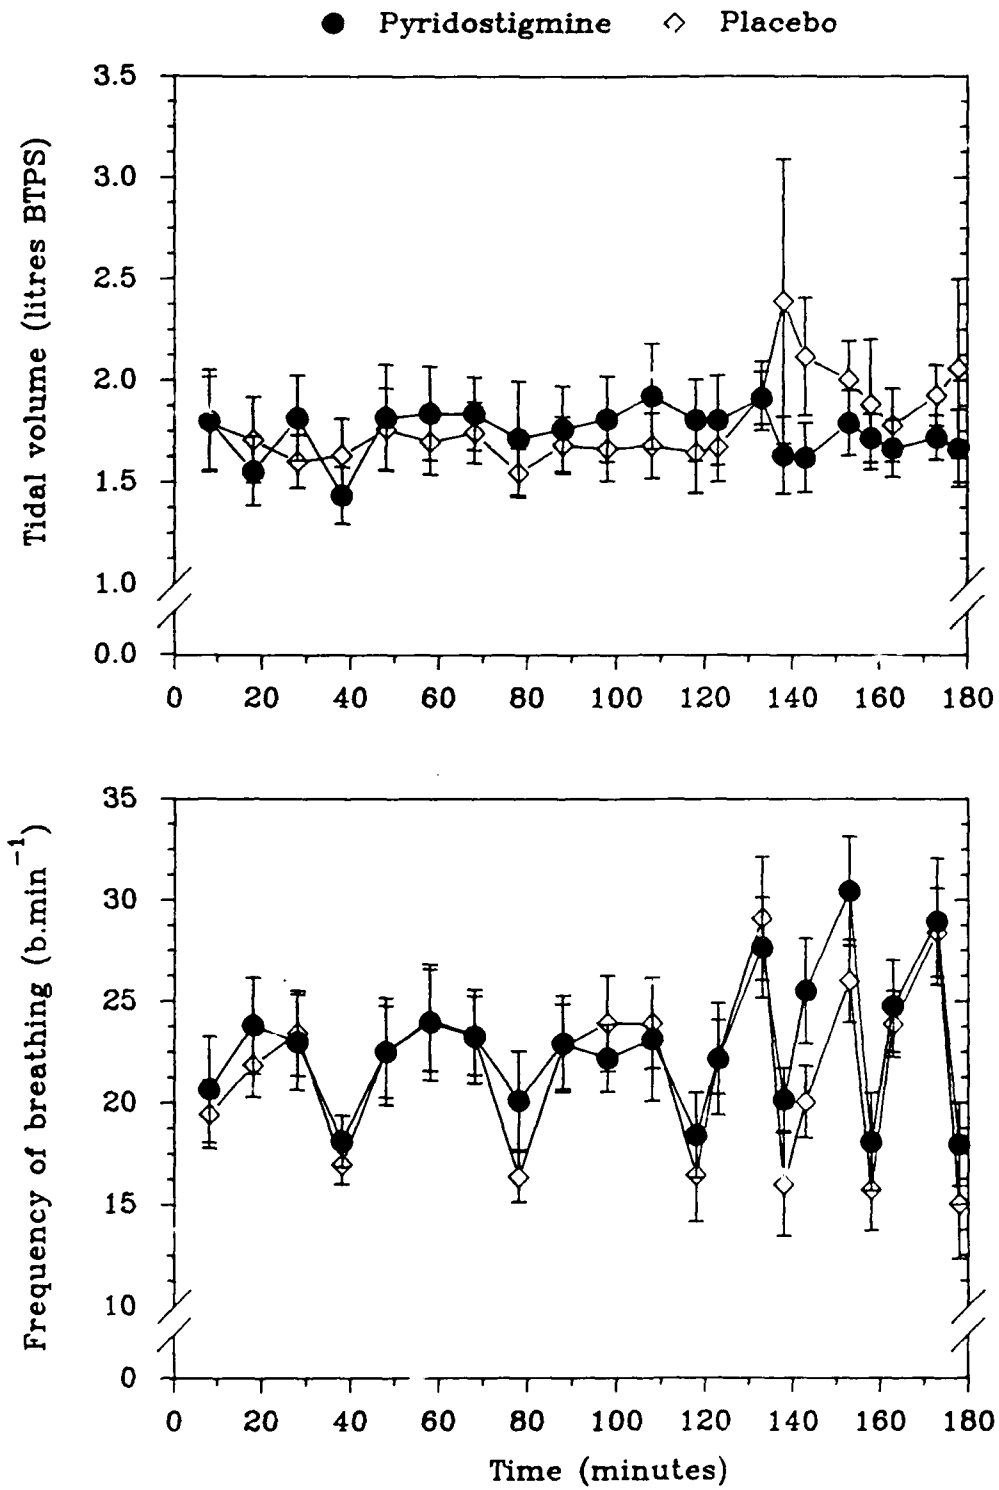 Pyridostigmine Placebo
Tidal volume (litres BTPS)
3.5
3.0
2.5
2.0
1.5
1.0
0.0
0 20 40 60 80 100 120 140 160 180
Frequency of breathing (b.min⁻¹)
35
30
25
20
15
10
0
0 20 40 60 80 100 120 140 160 180
Time (minutes)